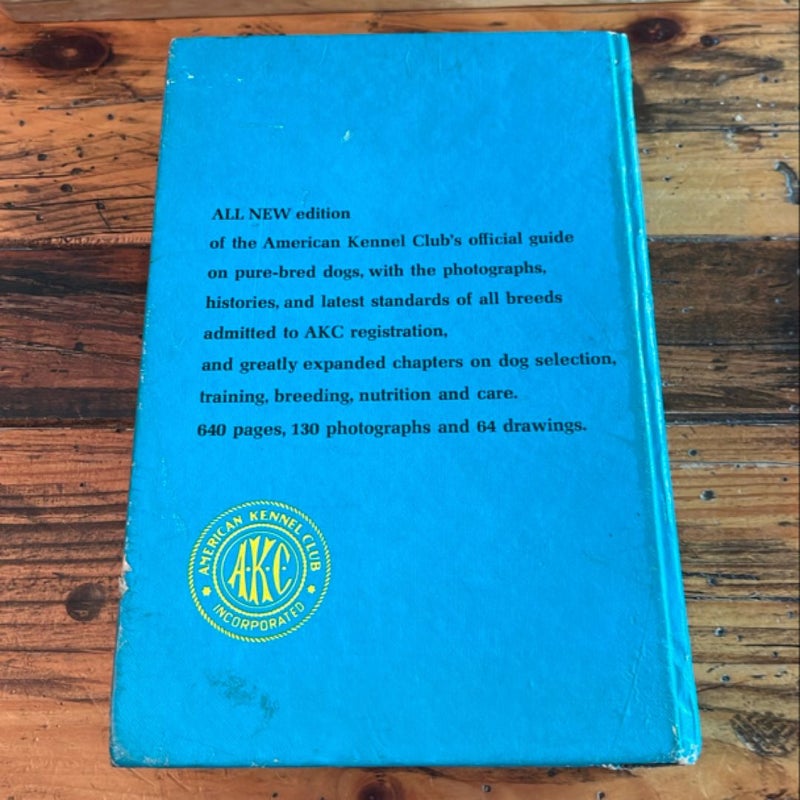 ALL NEW edition
of the American Kennel Club's official guide
on pure-bred dogs, with the photographs,
histories, and latest standards of all breeds
admitted to AKC registration,
and greatly expanded chapters on dog selection,
training, breeding, nutrition and care.
640 pages, 130 photographs and 64 drawings.
AMERICAN KENNEL CLUB
A·K·C
INCORPORATED